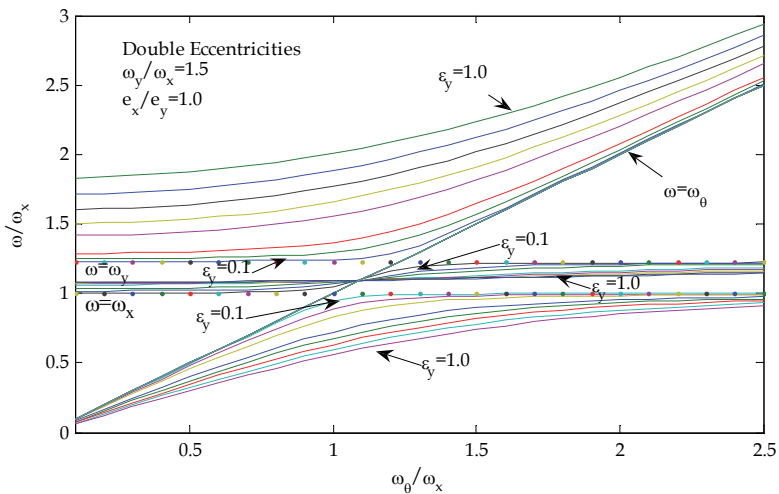 Double Eccentricities
ω_y/ω_x=1.5
e_x/e_y=1.0
ε_y=1.0
ω=ω_θ
ε_y=0.1
ω=ω_y
ε_y=0.1
ω=ω_x
ε_y=0.1
ε_y=1.0
ε_y=1.0
ω/ω_x
3
2.5
2
1.5
1
0.5
0
0.5
1
1.5
2
2.5
ω_θ/ω_x